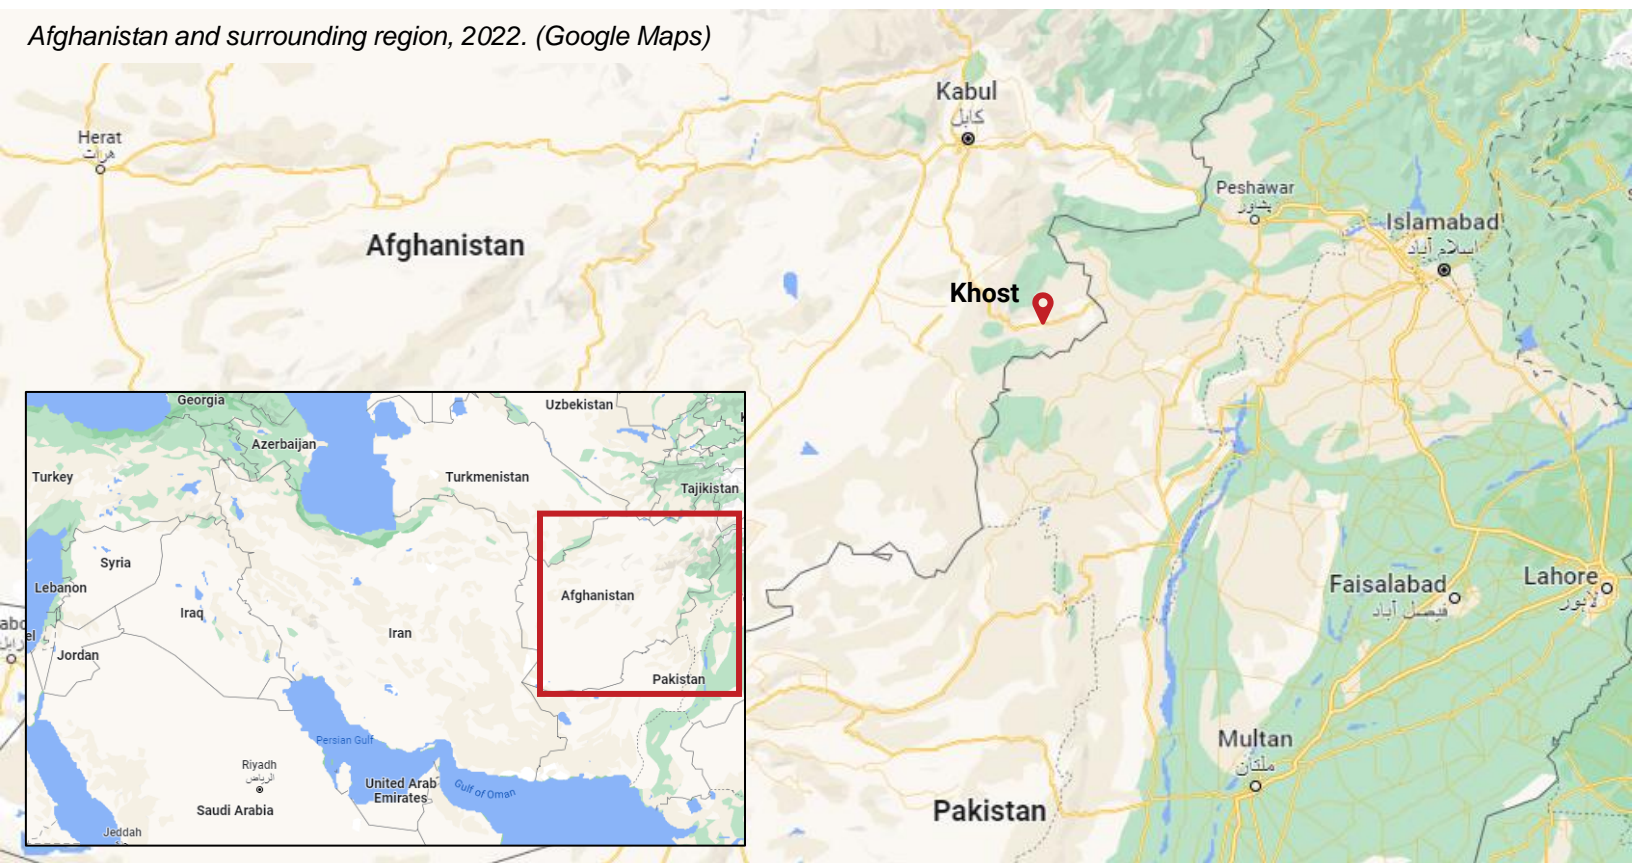 Afghanistan and surrounding region, 2022. (Google Maps)
Kabul
کابل
Herat
هرات
Peshawar
پشاور
Islamabad
اسلام آباد
Afghanistan
Khost
Faisalabad
فیصل آباد
Lahore
لاہور
Multan
ملتان
Pakistan
Georgia
Uzbekistan
Azerbaijan
Turkey
Turkmenistan
Tajikistan
Syria
Lebanon
Afghanistan
Iraq
Iran
Jordan
Pakistan
Persian Gulf
Riyadh
الرياض
United Arab
Emirates
Gulf of Oman
Saudi Arabia
Jeddah